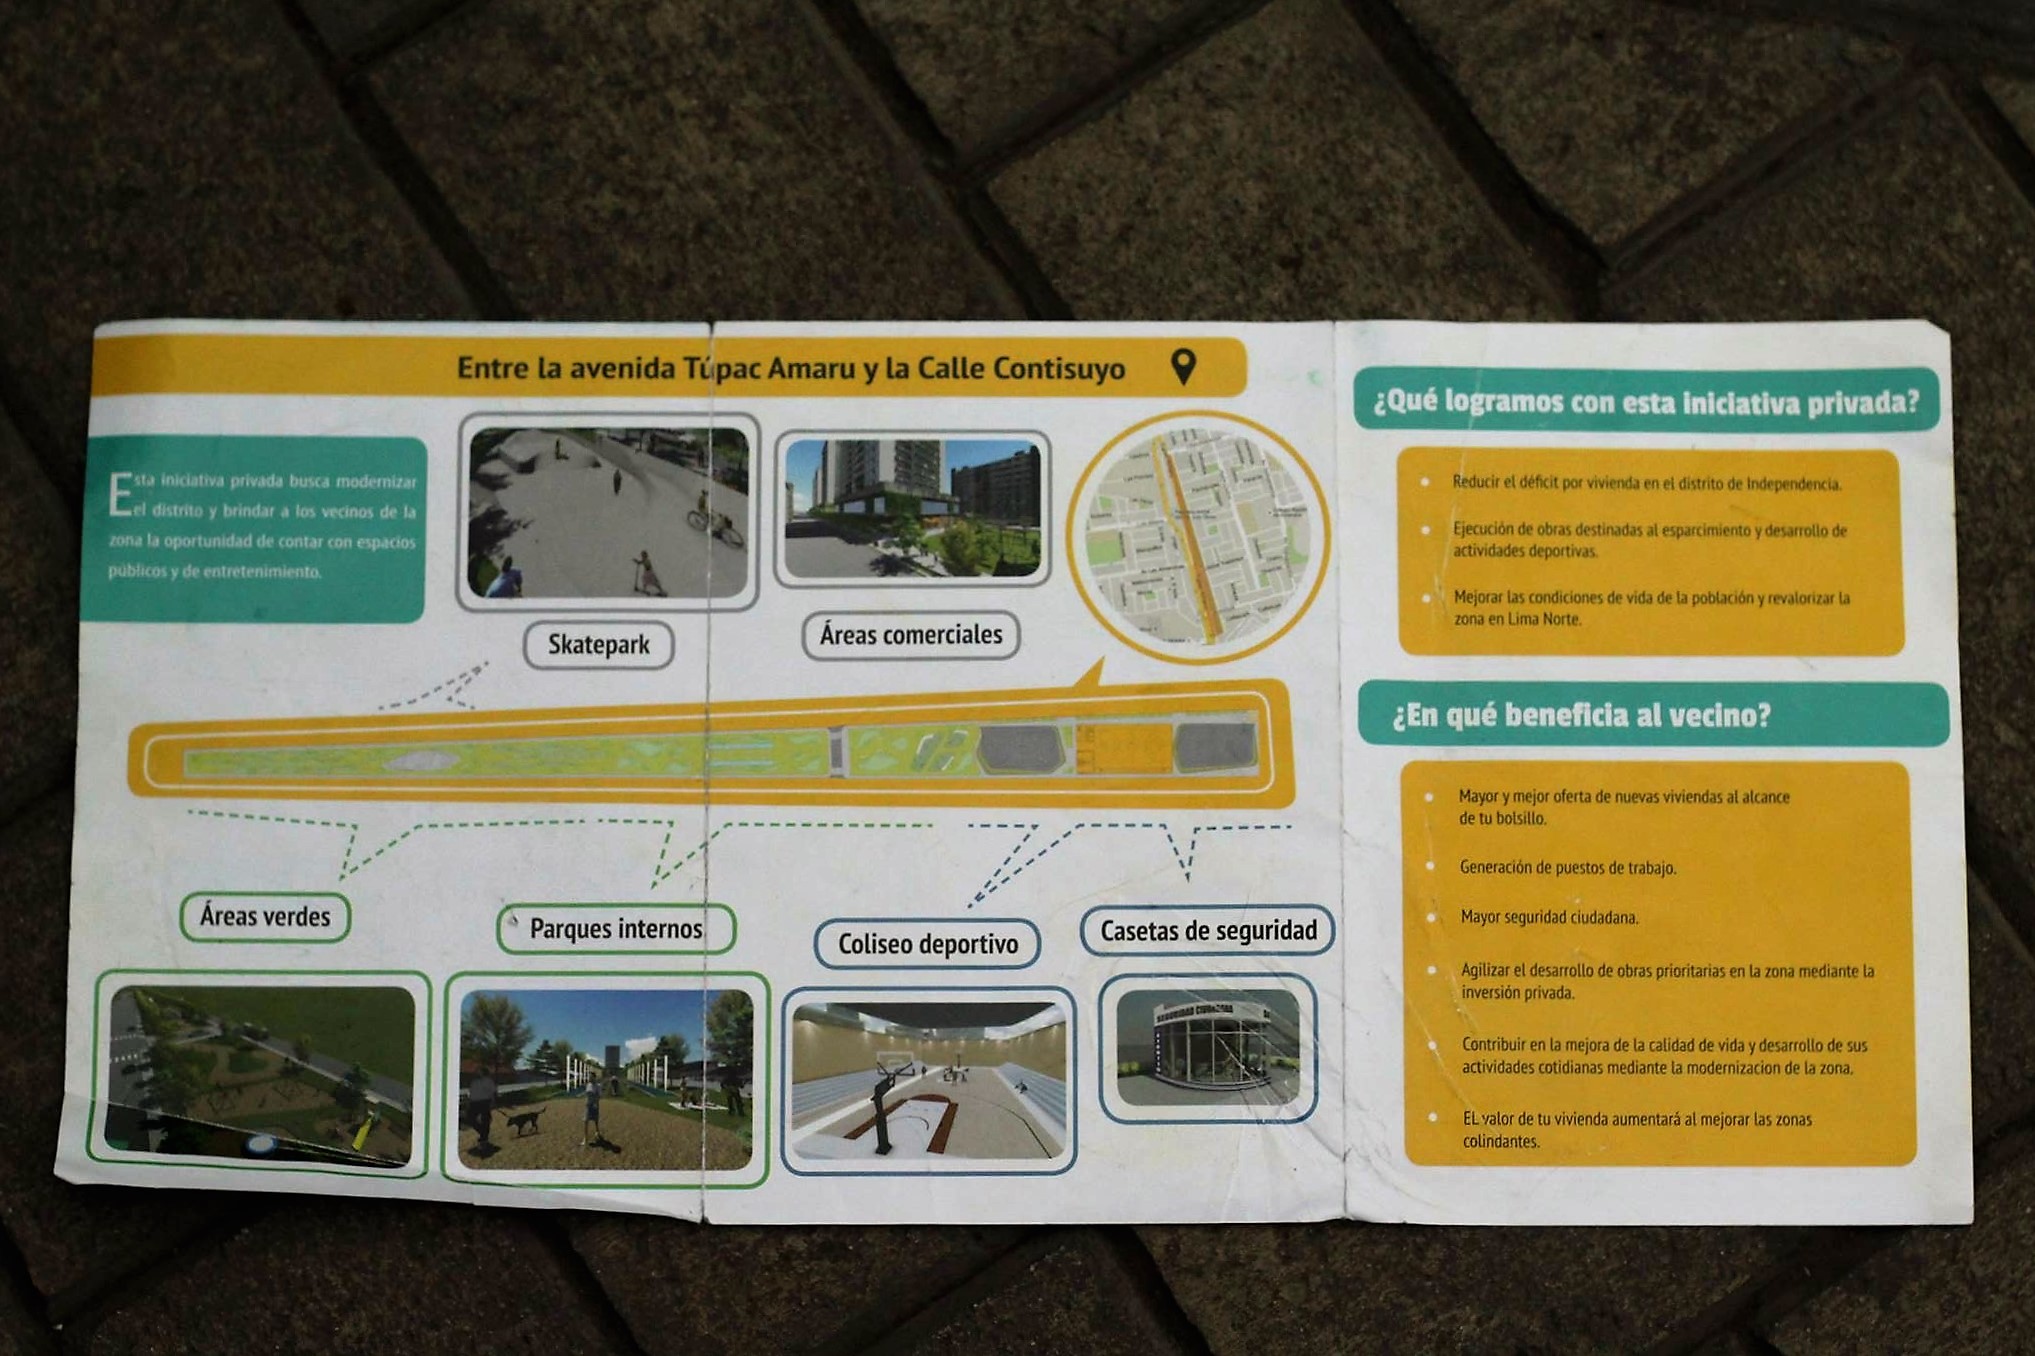 Entre la avenida Túpac Amaru y la Calle Contisuyo
Esta iniciativa privada busca modernizar
el distrito y brindar a los vecinos de la
zona la oportunidad de contar con espacios
públicos y de entretenimiento.
Skatepark
Áreas comerciales
Áreas verdes
Parques internos
Coliseo deportivo
Casetas de seguridad
SEGURIDAD CIUDADANA
¿Qué logramos con esta iniciativa privada?
Reducir el déficit por vivienda en el distrito de Independencia.
Ejecución de obras destinadas al esparcimiento y desarrollo de
actividades deportivas.
Mejorar las condiciones de vida de la población y revalorizar la
zona en Lima Norte.
¿En qué beneficia al vecino?
Mayor y mejor oferta de nuevas viviendas al alcance
de tu bolsillo.
Generación de puestos de trabajo.
Mayor seguridad ciudadana.
Agilizar el desarrollo de obras prioritarias en la zona mediante la
inversión privada.
Contribuir en la mejora de la calidad de vida y desarrollo de sus
actividades cotidianas mediante la modernizacion de la zona.
EL valor de tu vivienda aumentará al mejorar las zonas
colindantes.